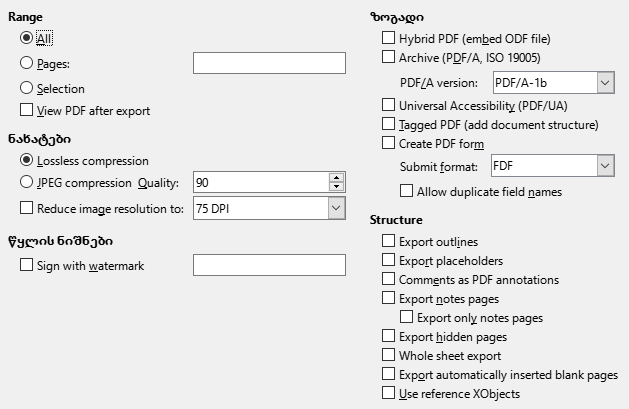 Range
All
Pages:
Selection
View PDF after export
ნახატები
Lossless compression
JPEG compression Quality: 90
Reduce image resolution to: 75 DPI
წყლის ნიშნები
Sign with watermark
ზოგადი
Hybrid PDF (embed ODF file)
Archive (PDF/A, ISO 19005)
PDF/A version: PDF/A-1b
Universal Accessibility (PDF/UA)
Tagged PDF (add document structure)
Create PDF form
Submit format: FDF
Allow duplicate field names
Structure
Export outlines
Export placeholders
Comments as PDF annotations
Export notes pages
Export only notes pages
Export hidden pages
Whole sheet export
Export automatically inserted blank pages
Use reference XObjects